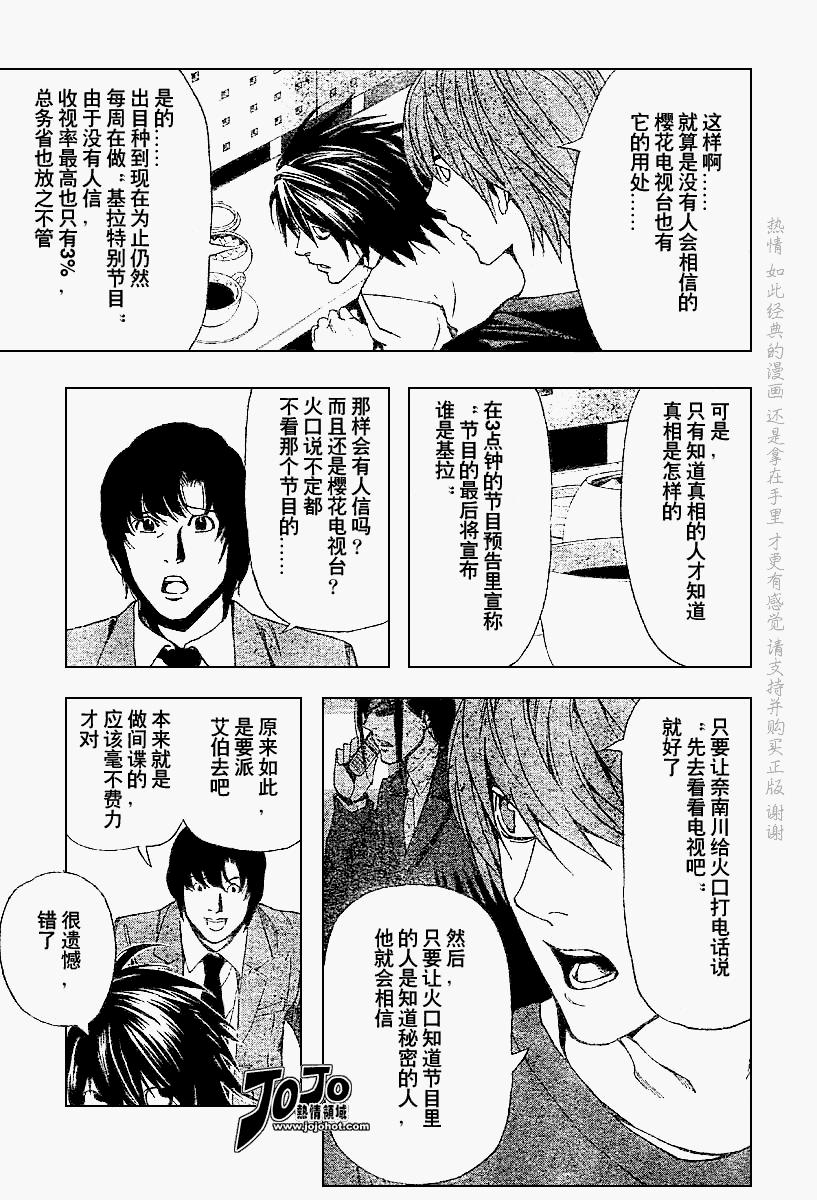 这样啊……
就算是没有人会相信的
樱花电视台也有
它的用处……
是的……
出目种到现在为止仍然
每周在做“基拉特别节目”
由于没有人信，
收视率最高也只有3%，
总务省也放之不管
可是，
只有知道真相的人才知道
真相是怎样的
在3点钟的节目预告里宣称
“节目的最后将宣布
谁是基拉”
那样会有人信吗？
而且还是樱花电视台？
火口说不定都
不看那个节目的……
只要让奈南川给火口打电话说
“先去看看电视吧”
就好了
然后，
只要让火口知道节目里
的人是知道秘密的人，
他就会相信
原来如此，
是要派
艾伯去吧
本来就是
做间谍的，
应该毫不费力
才对
很遗憾，
错了
热情 如此经典的漫画 还是拿在手里 才更有感觉 请支持并购买正版 谢谢
JOJO
熱情領域
www.jojohot.com